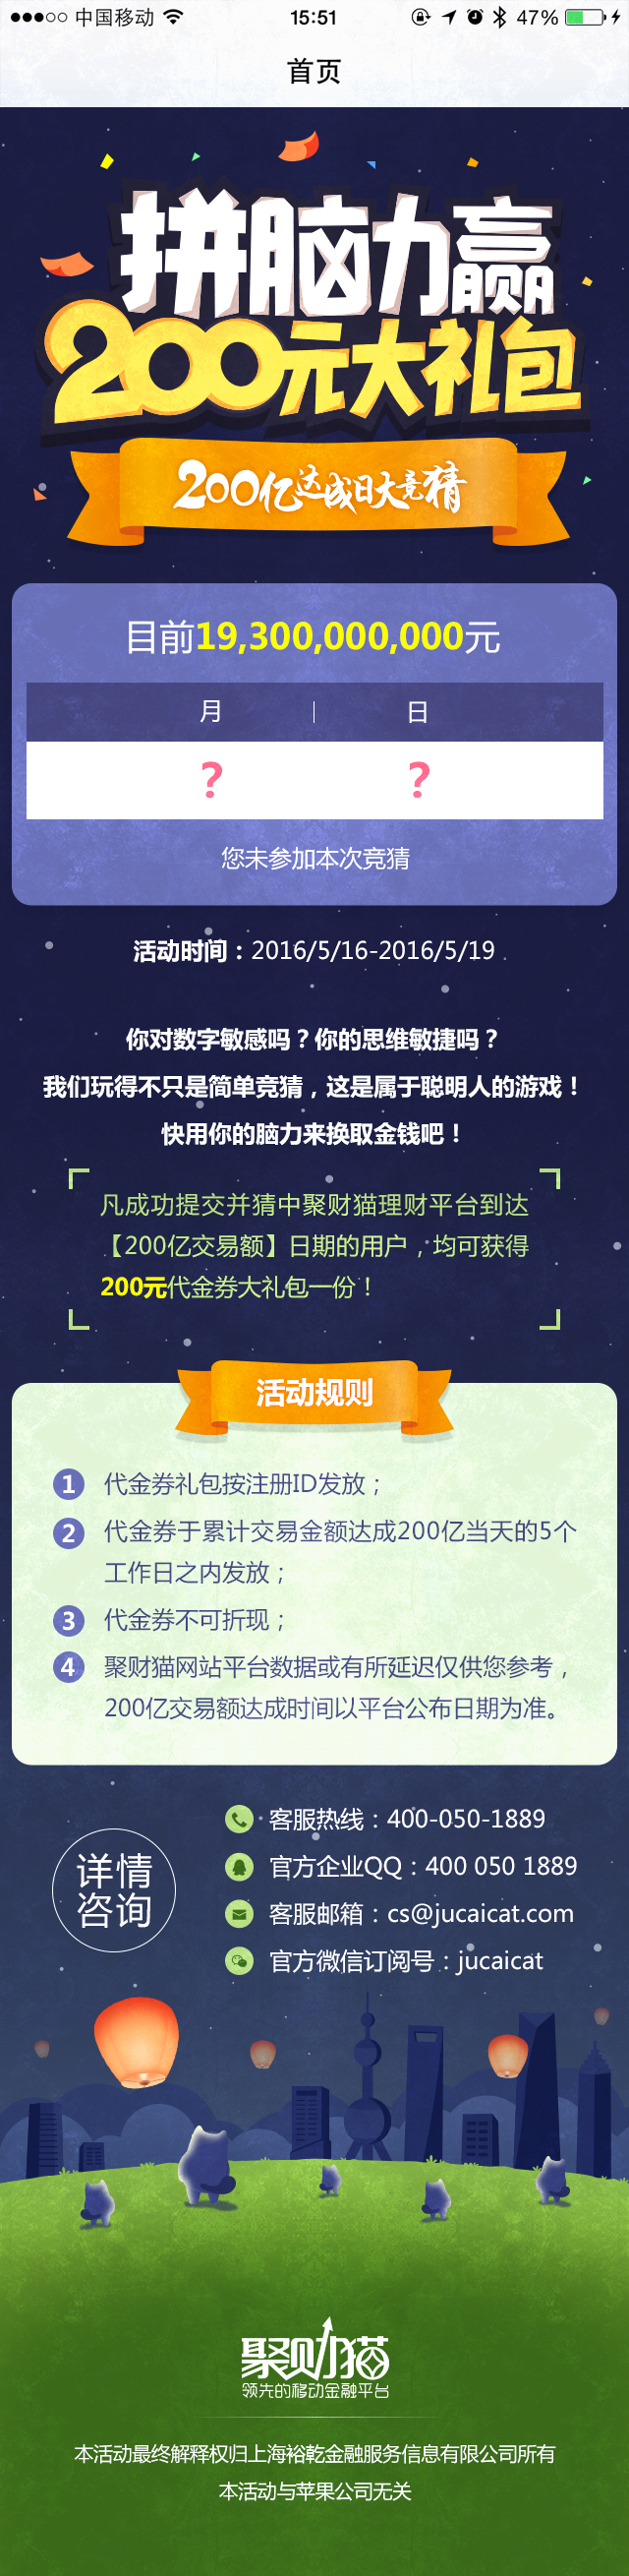 中国移动
15:51
47%
首页
拼脑力赢
200元大礼包
200亿达成日大竞猜
目前19,300,000,000元
月 | 日
? ?
您未参加本次竞猜
活动时间：2016/5/16-2016/5/19
你对数字敏感吗？你的思维敏捷吗？
我们玩得不只是简单竞猜，这是属于聪明人的游戏！
快用你的脑力来换取金钱吧！
凡成功提交并猜中聚财猫理财平台到达
【200亿交易额】日期的用户，均可获得
200元代金券大礼包一份！
活动规则
1 代金券礼包按注册ID发放；
2 代金券于累计交易金额达成200亿当天的5个
工作日之内发放；
3 代金券不可折现；
4 聚财猫网站平台数据或有所延迟仅供您参考，
200亿交易额达成时间以平台公布日期为准。
详情
咨询
客服热线：400-050-1889
官方企业QQ：400 050 1889
客服邮箱：cs@jucaicat.com
官方微信订阅号：jucaicat
聚财猫
领先的移动金融平台
本活动最终解释权归上海裕乾金融服务信息有限公司所有
本活动与苹果公司无关